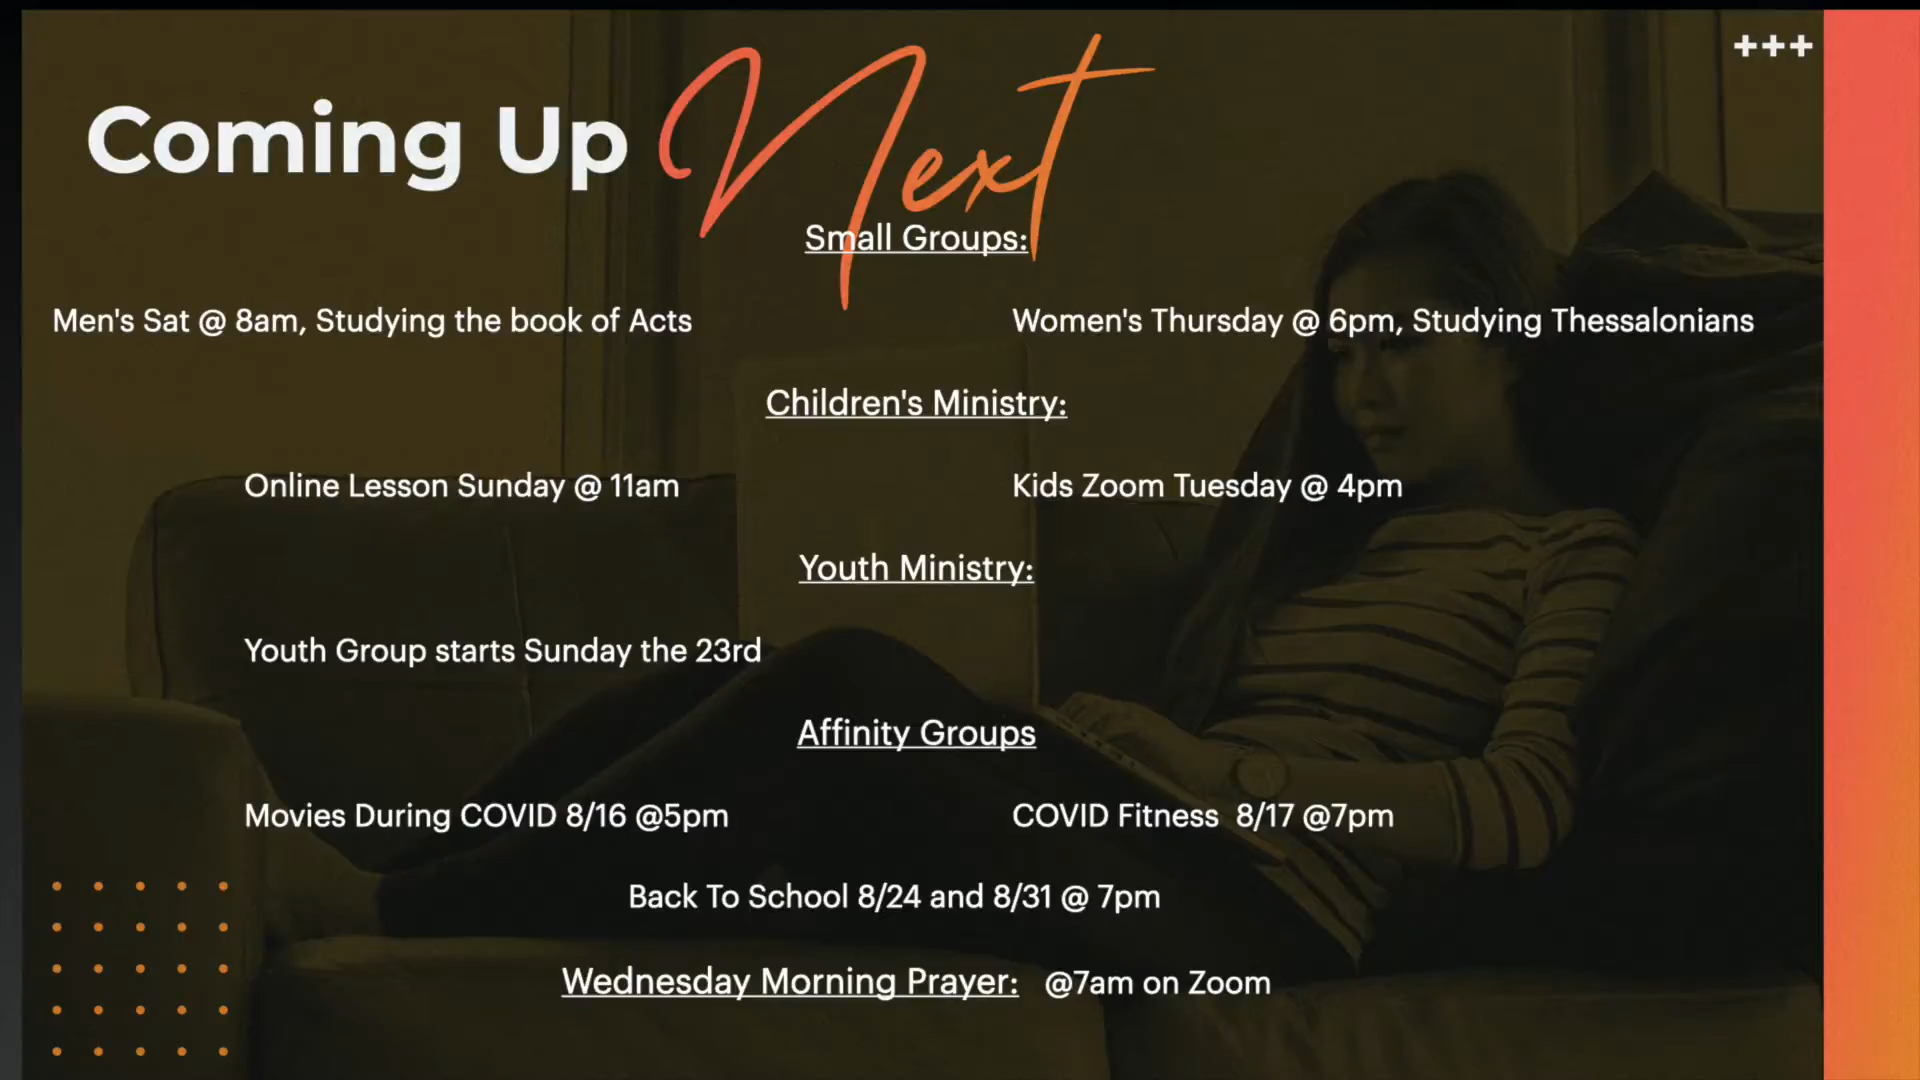 +++
Coming Up Next
Small Groups:
Men's Sat @ 8am, Studying the book of Acts
Women's Thursday @ 6pm, Studying Thessalonians
Children's Ministry:
Online Lesson Sunday @ 11am
Kids Zoom Tuesday @ 4pm
Youth Ministry:
Youth Group starts Sunday the 23rd
Affinity Groups
Movies During COVID 8/16 @5pm
COVID Fitness 8/17 @7pm
Back To School 8/24 and 8/31 @ 7pm
Wednesday Morning Prayer: @7am on Zoom